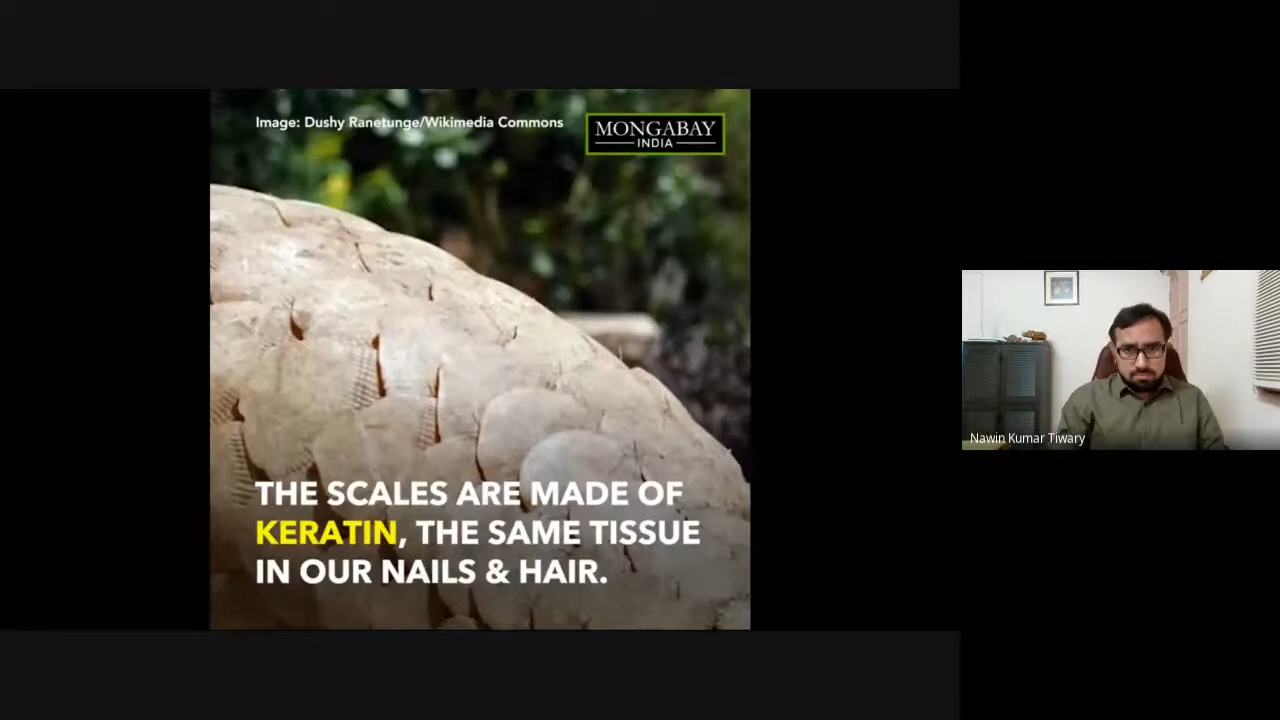 Image: Dushy Ranetunge/Wikimedia Commons
MONGABAY
INDIA
THE SCALES ARE MADE OF
KERATIN, THE SAME TISSUE
IN OUR NAILS & HAIR.
Nawin Kumar Tiwary